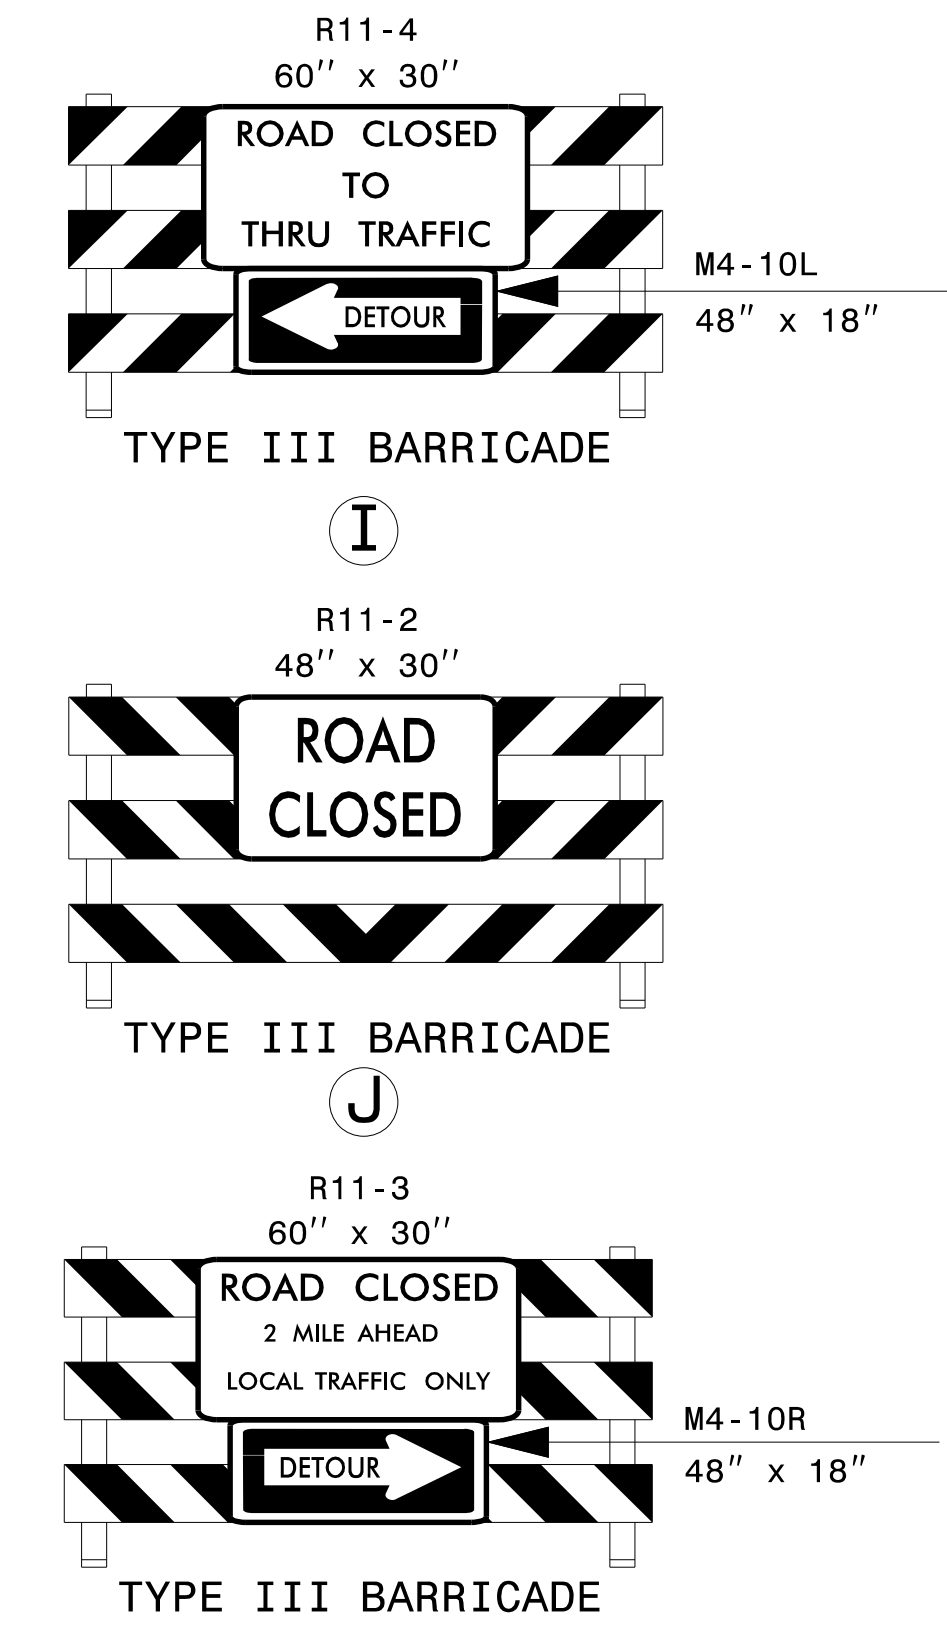 R11-4
60'' x 30''
ROAD CLOSED
TO
THRU TRAFFIC
DETOUR
M4-10L
48" x 18"
TYPE III BARRICADE
I
R11-2
48'' x 30''
ROAD
CLOSED
TYPE III BARRICADE
J
R11-3
60'' x 30''
ROAD CLOSED
2 MILE AHEAD
LOCAL TRAFFIC ONLY
DETOUR
M4-10R
48" x 18"
TYPE III BARRICADE